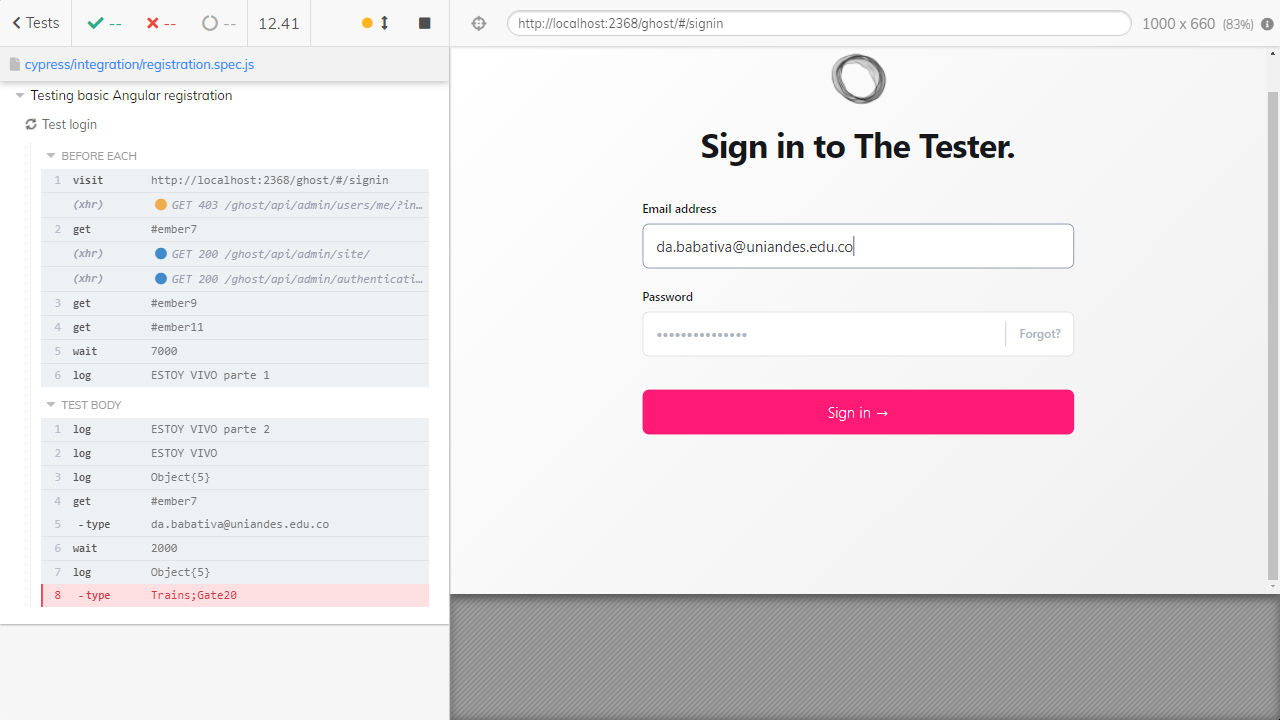 Tests
--
--
--
12.41
http://localhost:2368/ghost/#/signin
1000 x 660 (83%)
cypress/integration/registration.spec.js
Testing basic Angular registration
Test login
BEFORE EACH
1 visit http://localhost:2368/ghost/#/signin
(xhr) GET 403 /ghost/api/admin/users/me/?in…
2 get #ember7
(xhr) GET 200 /ghost/api/admin/site/
(xhr) GET 200 /ghost/api/admin/authenticati…
3 get #ember9
4 get #ember11
5 wait 7000
6 log ESTOY VIVO parte 1
TEST BODY
1 log ESTOY VIVO parte 2
2 log ESTOY VIVO
3 log Object{5}
4 get #ember7
5 -type da.babativa@uniandes.edu.co
6 wait 2000
7 log Object{5}
8 -type Trains;Gate20
Sign in to The Tester.
Email address
da.babativa@uniandes.edu.co
Password
•••••••••••••••
Forgot?
Sign in →